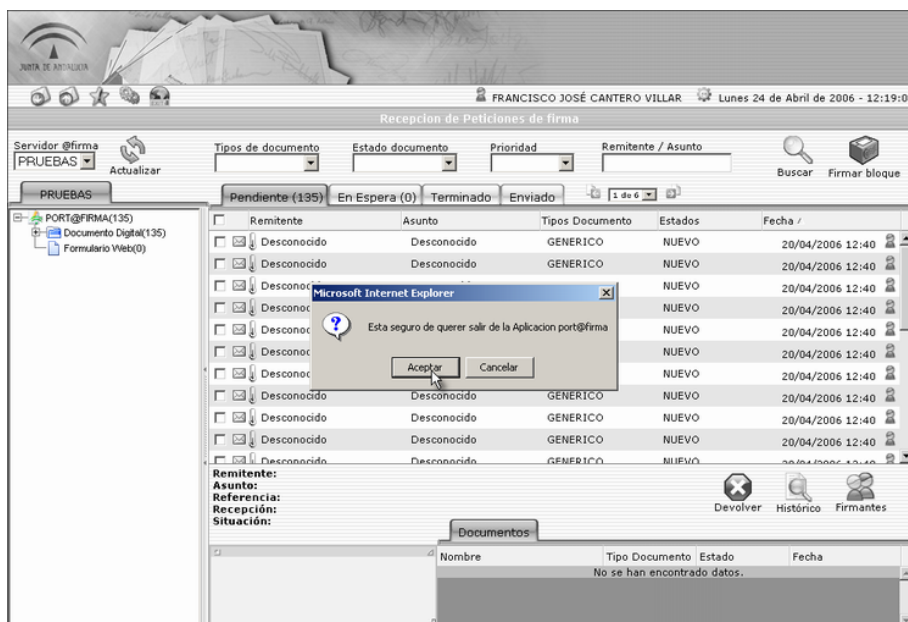 JUNTA DE ANDALUCIA
FRANCISCO JOSÉ CANTERO VILLAR Lunes 24 de Abril de 2006 - 12:19:0
Recepcion de Peticiones de firma
Servidor @firma
PRUEBAS
Actualizar
Tipos de documento Estado documento Prioridad Remitente / Asunto
Buscar Firmar bloque
PRUEBAS
Pendiente (135) En Espera (0) Terminado Enviado 1 de 6
PORT@FIRMA(135)
Documento Digital(135)
Formulario Web(0)
Remitente Asunto Tipos Documento Estados Fecha /
Desconocido Desconocido GENERICO NUEVO 20/04/2006 12:40
Desconocido Desconocido GENERICO NUEVO 20/04/2006 12:40
Desconoc NUEVO 20/04/2006 12:40
Desconoc NUEVO 20/04/2006 12:40
Desconoc NUEVO 20/04/2006 12:40
Desconoc NUEVO 20/04/2006 12:40
Desconoc NUEVO 20/04/2006 12:40
Desconocido Desconocido GENERICO NUEVO 20/04/2006 12:40
Desconocido Desconocido GENERICO NUEVO 20/04/2006 12:40
Desconocido Desconocido GENERICO NUEVO 20/04/2006 12:40
Desconocido Desconocido GENERICO NUEVO
Microsoft Internet Explorer
Esta seguro de querer salir de la Aplicacion port@firma
Aceptar Cancelar
Remitente:
Asunto:
Referencia:
Recepción:
Situación:
Devolver Histórico Firmantes
Documentos
Nombre Tipo Documento Estado Fecha
No se han encontrado datos.